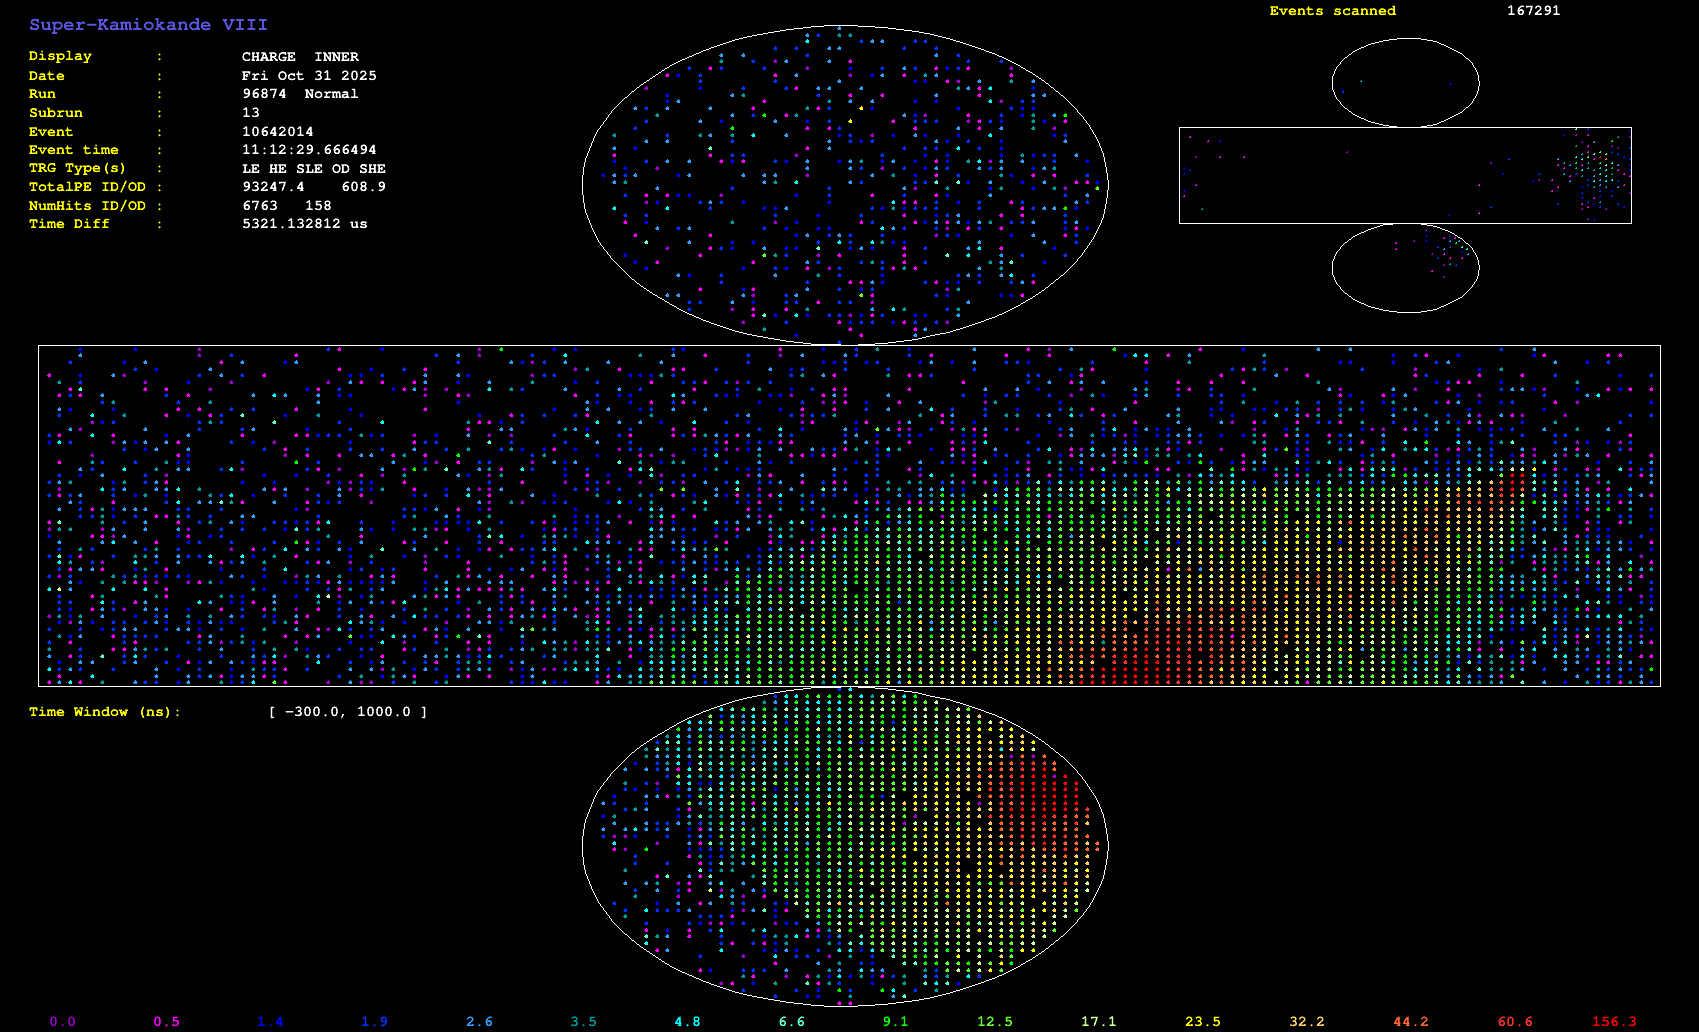 Super-Kamiokande VIII
Events scanned 167291
Display : CHARGE INNER
Date : Fri Oct 31 2025
Run : 96874 Normal
Subrun : 13
Event : 10642014
Event time : 11:12:29.666494
TRG Type(s) : LE HE SLE OD SHE
TotalPE ID/OD : 93247.4 608.9
NumHits ID/OD : 6763 158
Time Diff : 5321.132812 us
Time Window (ns): [ -300.0, 1000.0 ]
0.0 0.5 1.4 1.9 2.6 3.5 4.8 6.6 9.1 12.5 17.1 23.5 32.2 44.2 60.6 156.3